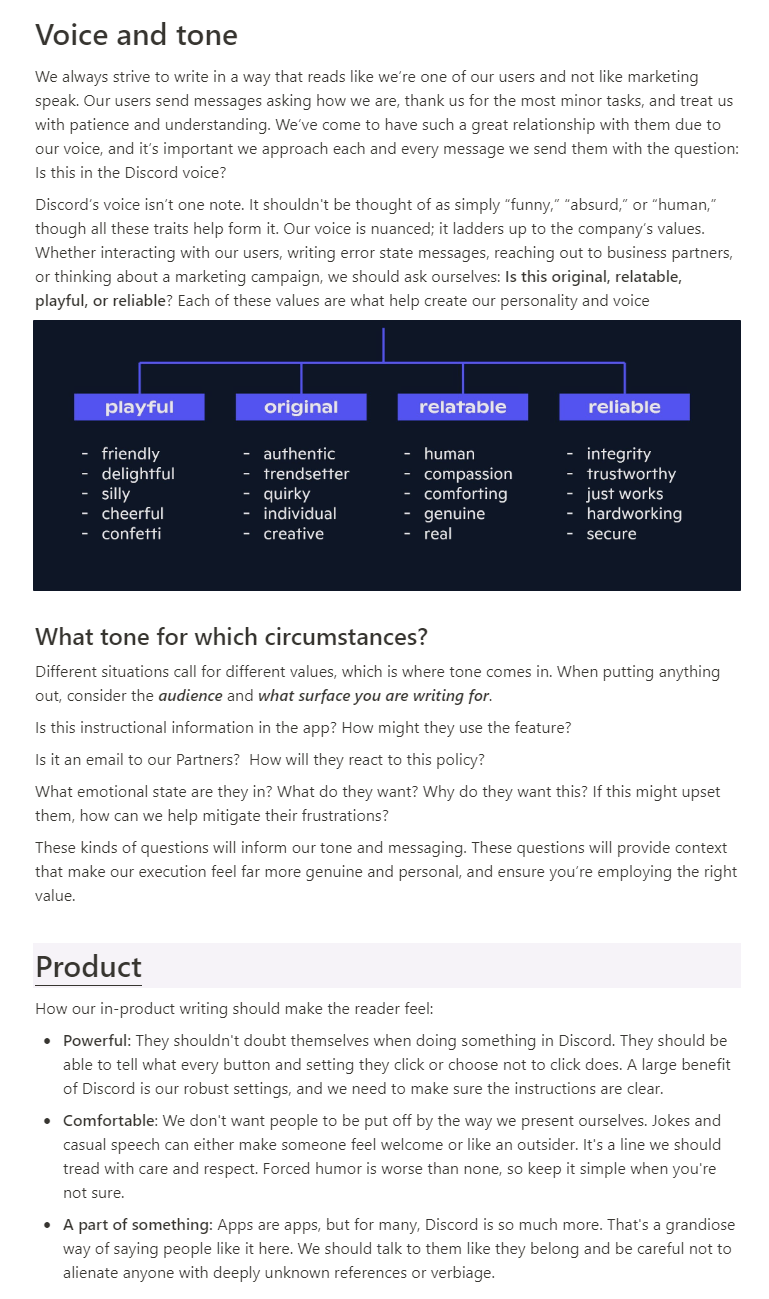 Voice and tone
We always strive to write in a way that reads like we’re one of our users and not like marketing
speak. Our users send messages asking how we are, thank us for the most minor tasks, and treat us
with patience and understanding. We’ve come to have such a great relationship with them due to
our voice, and it’s important we approach each and every message we send them with the question:
Is this in the Discord voice?
Discord’s voice isn’t one note. It shouldn’t be thought of as simply “funny,” “absurd,” or “human,”
though all these traits help form it. Our voice is nuanced; it ladders up to the company’s values.
Whether interacting with our users, writing error state messages, reaching out to business partners,
or thinking about a marketing campaign, we should ask ourselves: Is this original, relatable,
playful, or reliable? Each of these values are what help create our personality and voice
playful
- friendly
- delightful
- silly
- cheerful
- confetti
original
- authentic
- trendsetter
- quirky
- individual
- creative
relatable
- human
- compassion
- comforting
- genuine
- real
reliable
- integrity
- trustworthy
- just works
- hardworking
- secure
What tone for which circumstances?
Different situations call for different values, which is where tone comes in. When putting anything
out, consider the audience and what surface you are writing for.
Is this instructional information in the app? How might they use the feature?
Is it an email to our Partners?  How will they react to this policy?
What emotional state are they in? What do they want? Why do they want this? If this might upset
them, how can we help mitigate their frustrations?
These kinds of questions will inform our tone and messaging. These questions will provide context
that make our execution feel far more genuine and personal, and ensure you’re employing the right
value.
Product
How our in-product writing should make the reader feel:
• Powerful: They shouldn't doubt themselves when doing something in Discord. They should be
able to tell what every button and setting they click or choose not to click does. A large benefit
of Discord is our robust settings, and we need to make sure the instructions are clear.
• Comfortable: We don't want people to be put off by the way we present ourselves. Jokes and
casual speech can either make someone feel welcome or like an outsider. It's a line we should
tread with care and respect. Forced humor is worse than none, so keep it simple when you're
not sure.
• A part of something: Apps are apps, but for many, Discord is so much more. That's a grandiose
way of saying people like it here. We should talk to them like they belong and be careful not to
alienate anyone with deeply unknown references or verbiage.